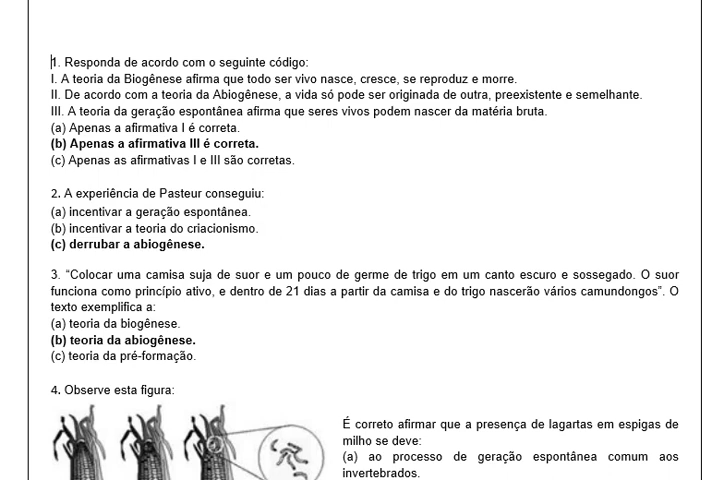 1. Responda de acordo com o seguinte código:
I. A teoria da Biogênese afirma que todo ser vivo nasce, cresce, se reproduz e morre.
II. De acordo com a teoria da Abiogênese, a vida só pode ser originada de outra, preexistente e semelhante.
III. A teoria da geração espontânea afirma que seres vivos podem nascer da matéria bruta.
(a) Apenas a afirmativa I é correta.
(b) Apenas a afirmativa III é correta.
(c) Apenas as afirmativas I e III são corretas.
2. A experiência de Pasteur conseguiu:
(a) incentivar a geração espontânea.
(b) incentivar a teoria do criacionismo.
(c) derrubar a abiogênese.
3. “Colocar uma camisa suja de suor e um pouco de germe de trigo em um canto escuro e sossegado. O suor
funciona como princípio ativo, e dentro de 21 dias a partir da camisa e do trigo nascerão vários camundongos”. O
texto exemplifica a:
(a) teoria da biogênese.
(b) teoria da abiogênese.
(c) teoria da pré-formação.
4. Observe esta figura:
É correto afirmar que a presença de lagartas em espigas de
milho se deve:
(a) ao processo de geração espontânea comum aos
invertebrados.